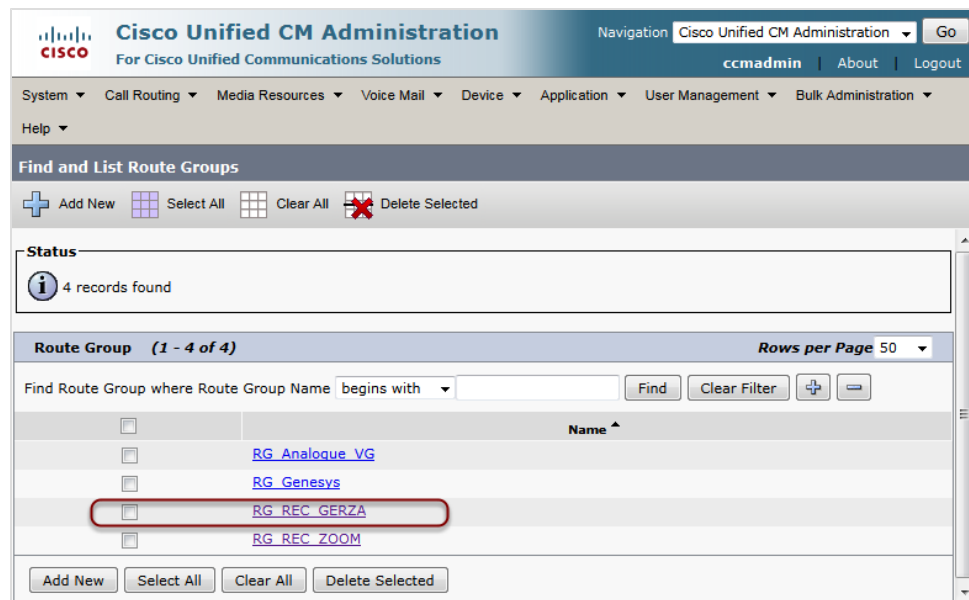 cisco
Cisco Unified CM Administration
For Cisco Unified Communications Solutions
Navigation Cisco Unified CM Administration Go
ccmadmin | About | Logout
System Call Routing Media Resources Voice Mail Device Application User Management Bulk Administration
Help
Find and List Route Groups
Add New Select All Clear All Delete Selected
Status
4 records found
Route Group (1 - 4 of 4) Rows per Page 50
Find Route Group where Route Group Name begins with Find Clear Filter
Name
RG_Analogue_VG
RG_Genesys
RG_REC_GERZA
RG_REC_ZOOM
Add New Select All Clear All Delete Selected